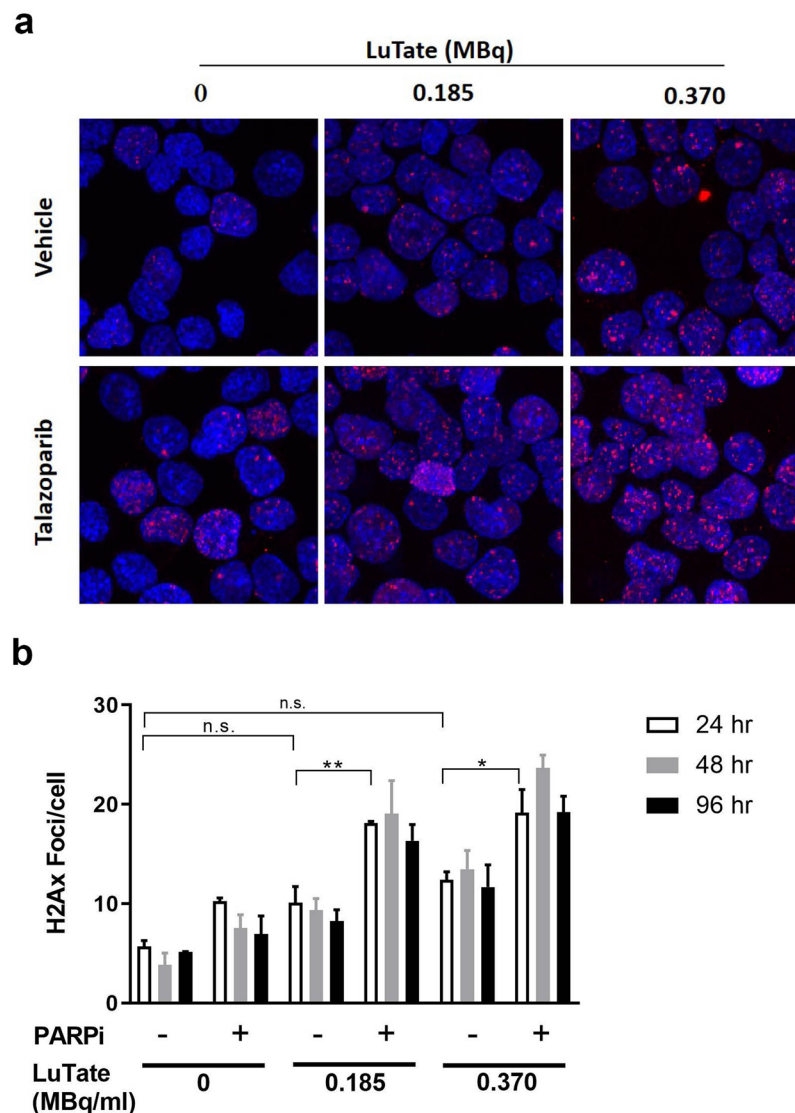 a
LuTate (MBq)
0 0.185 0.370
Vehicle
Talazoparib
b
n.s.
n.s.
** *
30
20
10
0
H2Ax Foci/cell
24 hr
48 hr
96 hr
PARPi - + - + - +
LuTate 0 0.185 0.370
(MBq/ml)